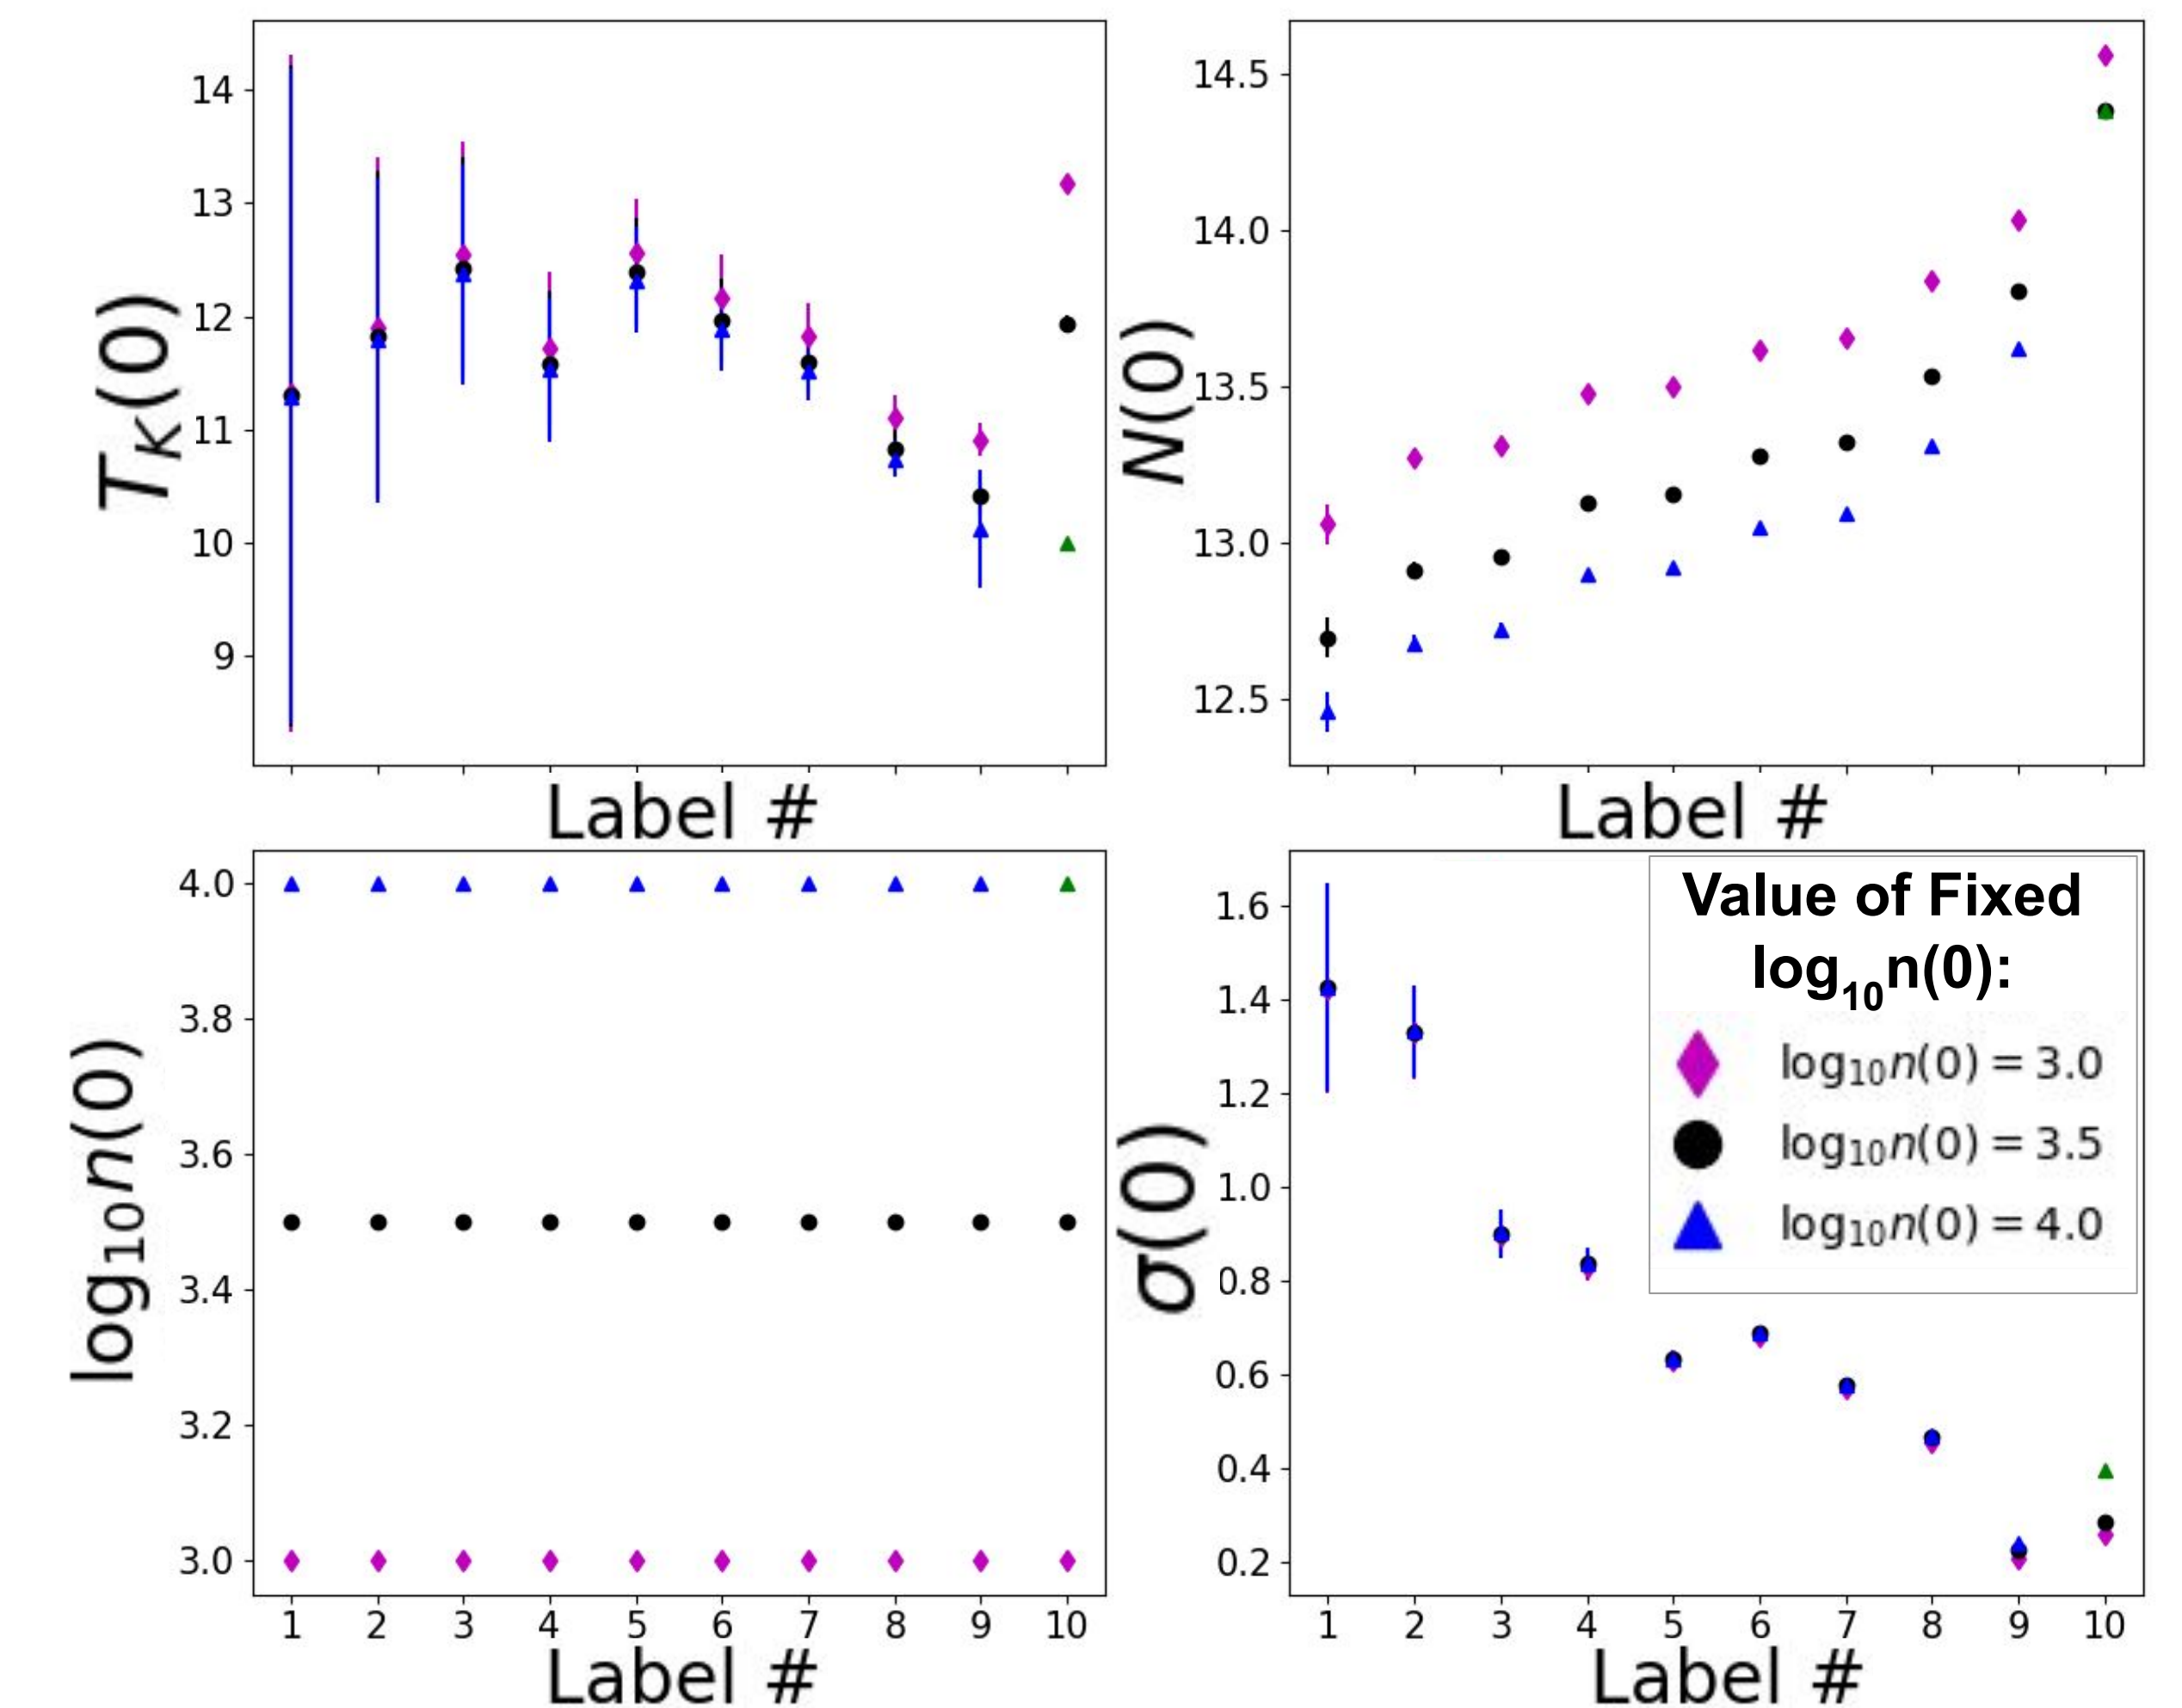 14
13
12
11
10
9
T_K(0)
Label #
14.5
14.0
13.5
13.0
12.5
N(0)
Label #
4.0
3.8
3.6
3.4
3.2
3.0
log₁₀n(0)
1 2 3 4 5 6 7 8 9 10
Label #
1.6
1.4
1.2
1.0
0.8
0.6
0.4
0.2
σ(0)
Value of Fixed
log₁₀n(0):
log₁₀n(0) = 3.0
log₁₀n(0) = 3.5
log₁₀n(0) = 4.0
1 2 3 4 5 6 7 8 9 10
Label #